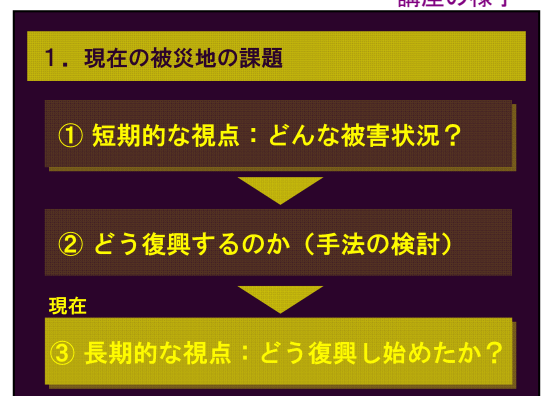 講座の様子
1．現在の被災地の課題
① 短期的な視点：どんな被害状況？
② どう復興するのか（手法の検討）
現在
③ 長期的な視点：どう復興し始めたか？